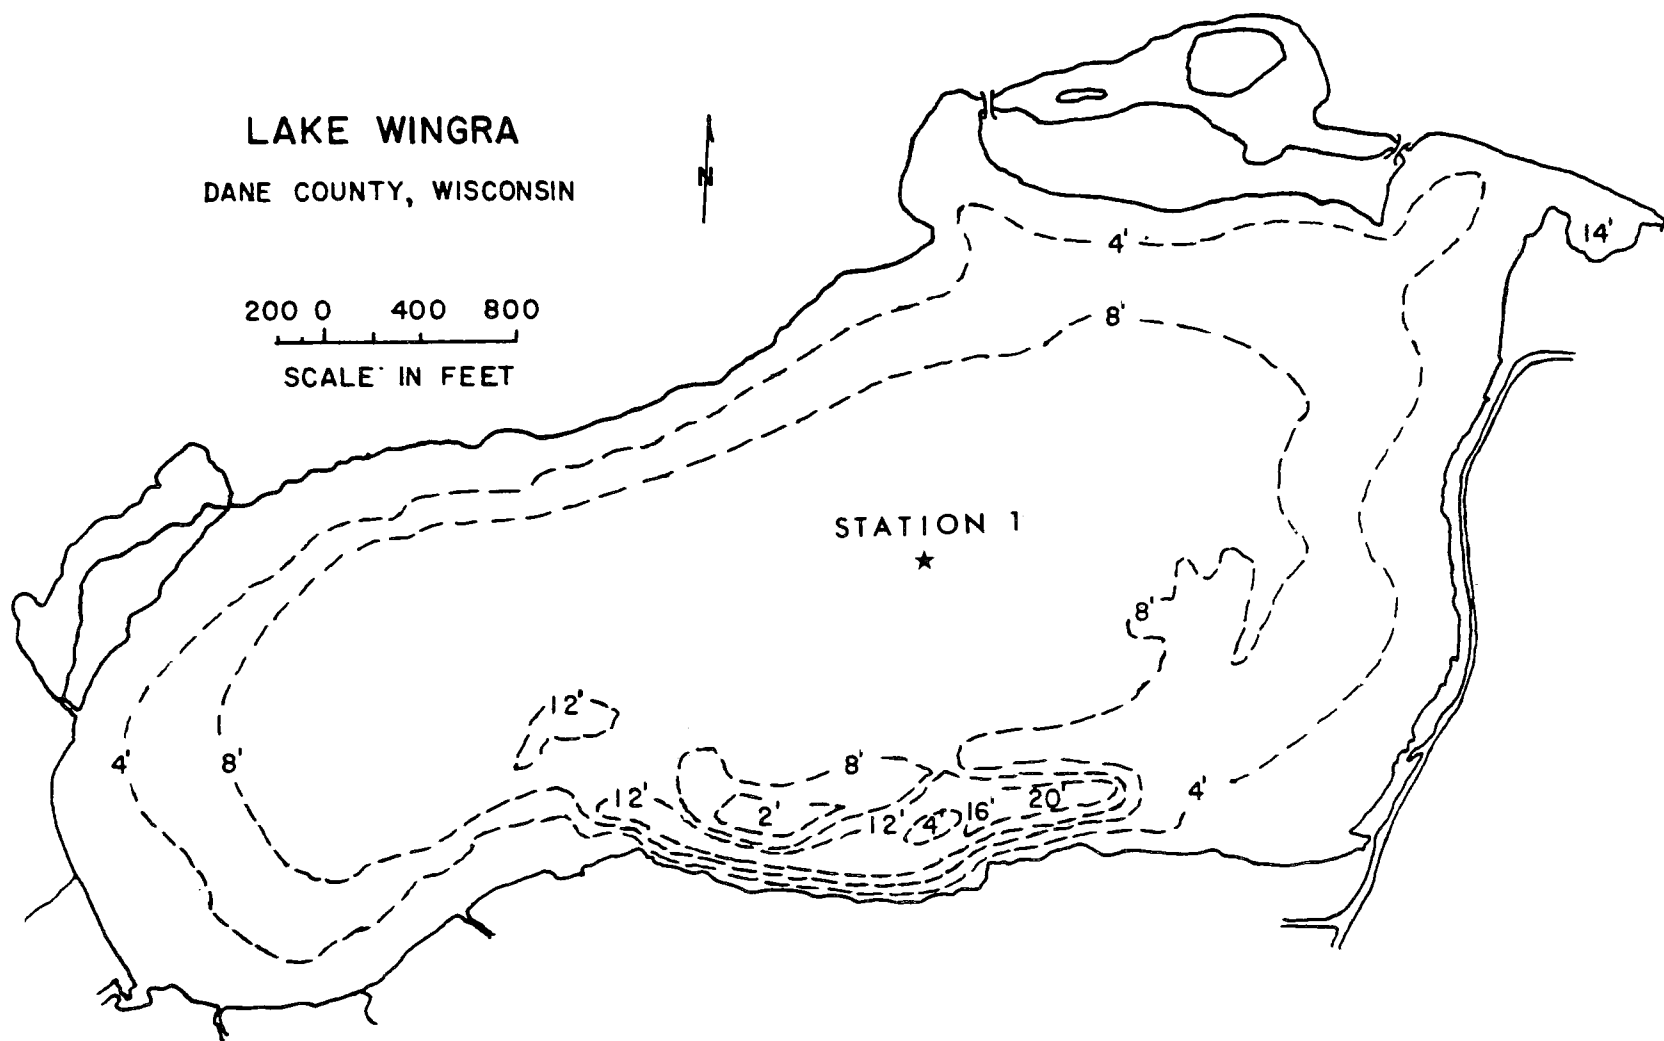 LAKE WINGRA
DANE COUNTY, WISCONSIN
N
200 0 400 800
SCALE IN FEET
14'
4'
8'
STATION 1
8'
12'
4'
8'
8'
12'
2'
12'
4'
16'
20'
4'